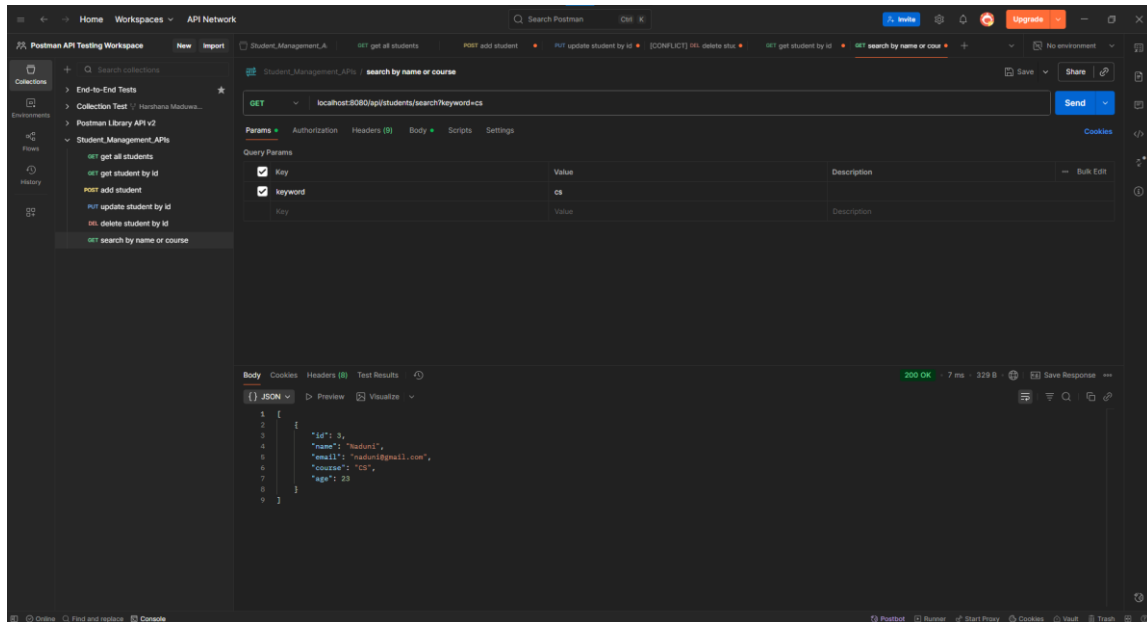 Home Workspaces API Network Search Postman Ctrl K Invite Upgrade
Postman API Testing Workspace New Import Student_Management_A GET get all students POST add student PUT update student by id [CONFLICT] DEL delete stuc GET get student by id GET search by name or cour No environment
Collections Search collections Student_Management_APIs / search by name or course Save Share
End-to-End Tests
Environments Collection Test Harshana Maduwa... GET localhost:8080/api/students/search?keyword=cs Send
Postman Library API v2
Flows Student_Management_APIs Params Authorization Headers (9) Body Scripts Settings Cookies
GET get all students Query Params
History GET get student by id Key Value Description Bulk Edit
POST add student keyword cs
PUT update student by id Key Value Description
DEL delete student by id
GET search by name or course
Body Cookies Headers (8) Test Results 200 OK 7 ms 329 B Save Response
{} JSON Preview Visualize
1 [
2 {
3 "id": 3,
4 "name": "Naduni",
5 "email": "naduni@gmail.com",
6 "course": "CS",
7 "age": 23
8 }
9 ]
Online Find and replace Console Postbot Runner Start Proxy Cookies Vault Trash